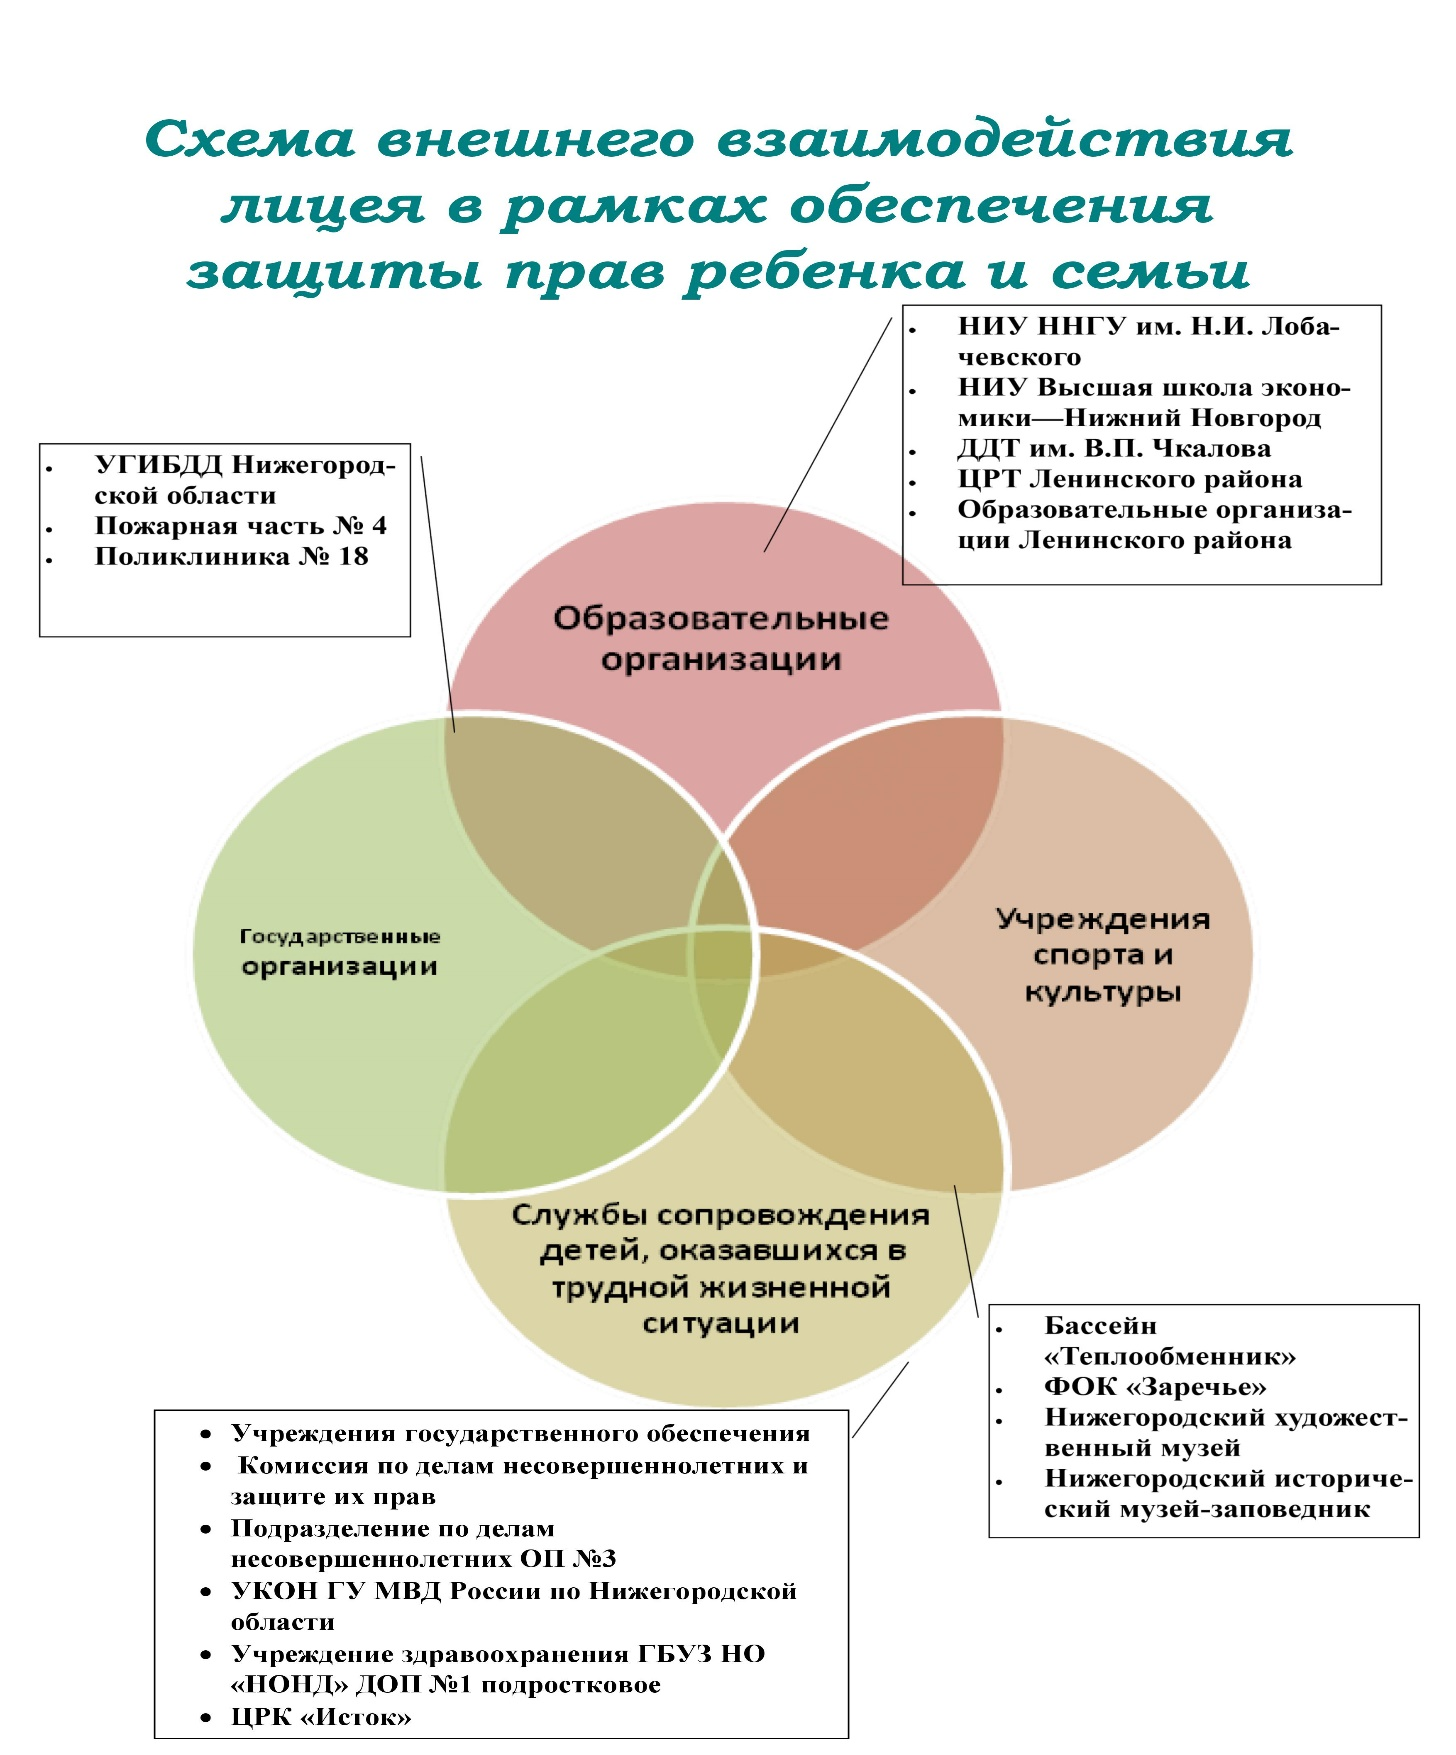 Схема внешнего взаимодействия
лицея в рамках обеспечения
защиты прав ребенка и семьи
• НИУ ННГУ им. Н.И. Лоба-
чевского
• НИУ Высшая школа эконо-
мики—Нижний Новгород
• ДДТ им. В.П. Чкалова
• ЦРТ Ленинского района
• Образовательные организа-
ции Ленинского района
• УГИБДД Нижегород-
ской области
• Пожарная часть № 4
• Поликлиника № 18
Образовательные
организации
Государственные
организации
Учреждения
спорта и
культуры
Службы сопровождения
детей, оказавшихся в
трудной жизненной
ситуации
• Бассейн
«Теплообменник»
• ФОК «Заречье»
• Нижегородский художест-
венный музей
• Нижегородский историче-
ский музей-заповедник
• Учреждения государственного обеспечения
• Комиссия по делам несовершеннолетних и
защите их прав
• Подразделение по делам
несовершеннолетних ОП №3
• УКОН ГУ МВД России по Нижегородской
области
• Учреждение здравоохранения ГБУЗ НО
«НОНД» ДОП №1 подростковое
• ЦРК «Исток»